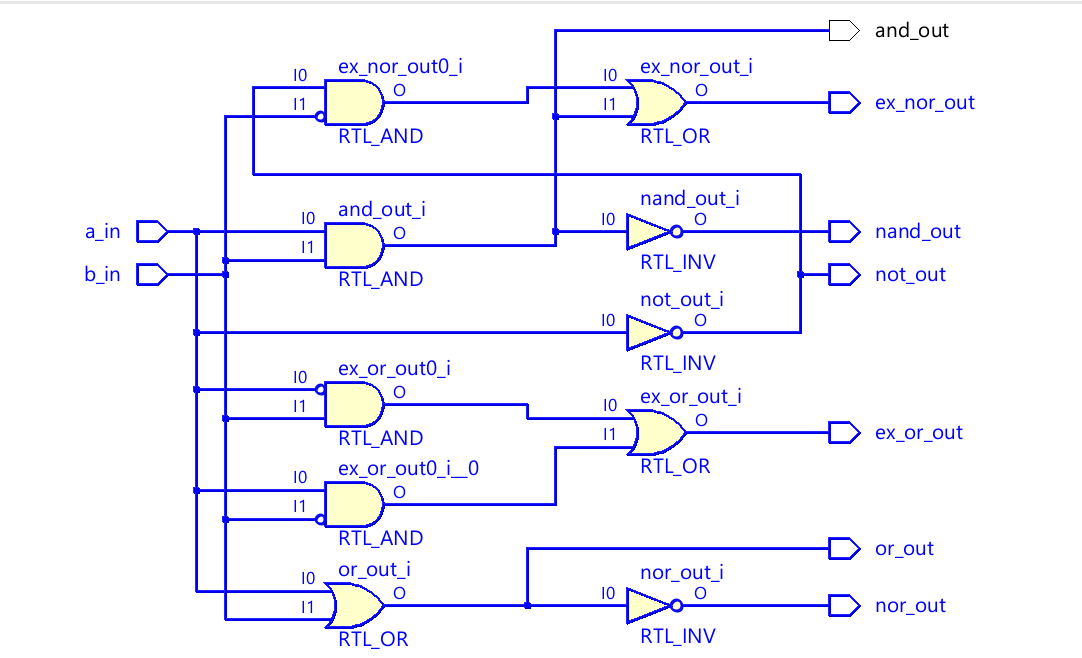 and_out
ex_nor_out0_i
I0
O
I1
RTL_AND
ex_nor_out_i
I0
O
I1
RTL_OR
ex_nor_out
and_out_i
I0
O
I1
RTL_AND
nand_out_i
I0
O
RTL_INV
a_in
b_in
nand_out
not_out
not_out_i
I0
O
RTL_INV
ex_or_out0_i
I0
O
I1
RTL_AND
ex_or_out_i
I0
O
I1
RTL_OR
ex_or_out
ex_or_out0_i__0
I0
O
I1
RTL_AND
or_out_i
I0
O
I1
RTL_OR
or_out
nor_out_i
I0
O
RTL_INV
nor_out